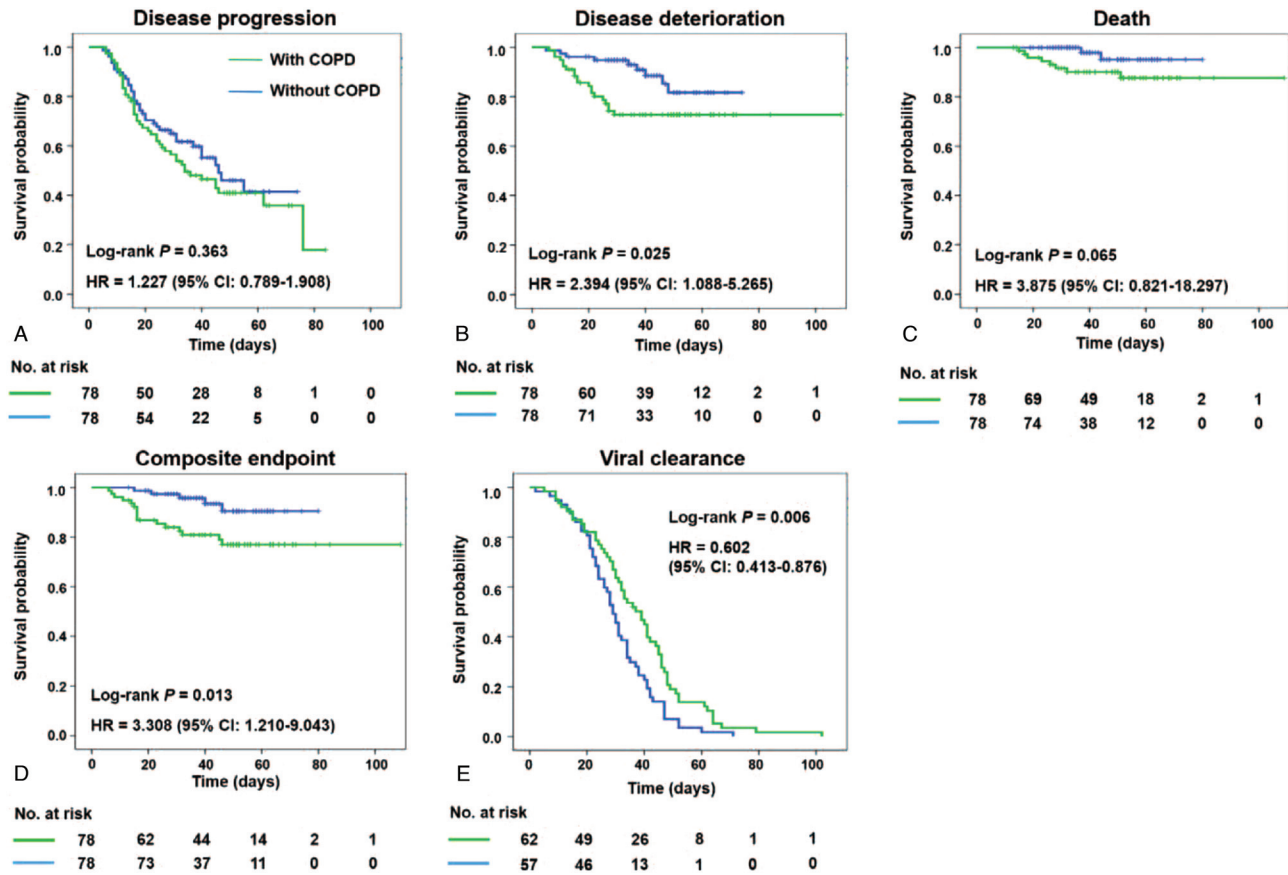 Disease progression
1.0
0.8
0.6
0.4
0.2
0.0
Survival probability
With COPD
Without COPD
Log-rank P = 0.363
HR = 1.227 (95% CI: 0.789-1.908)
0 20 40 60 80 100
Time (days)
A
No. at risk
78 50 28 8 1 0
78 54 22 5 0 0
Disease deterioration
1.0
0.8
0.6
0.4
0.2
0.0
Survival probability
Log-rank P = 0.025
HR = 2.394 (95% CI: 1.088-5.265)
0 20 40 60 80 100
Time (days)
B
No. at risk
78 60 39 12 2 1
78 71 33 10 0 0
Death
1.0
0.8
0.6
0.4
0.2
0.0
Survival probability
Log-rank P = 0.065
HR = 3.875 (95% CI: 0.821-18.297)
0 20 40 60 80 100
Time (days)
C
No. at risk
78 69 49 18 2 1
78 74 38 12 0 0
Composite endpoint
1.0
0.8
0.6
0.4
0.2
0.0
Survival probability
Log-rank P = 0.013
HR = 3.308 (95% CI: 1.210-9.043)
0 20 40 60 80 100
Time (days)
D
No. at risk
78 62 44 14 2 1
78 73 37 11 0 0
Viral clearance
1.0
0.8
0.6
0.4
0.2
0.0
Survival probability
Log-rank P = 0.006
HR = 0.602
(95% CI: 0.413-0.876)
0 20 40 60 80 100
Time (days)
E
No. at risk
62 49 26 8 1 1
57 46 13 1 0 0